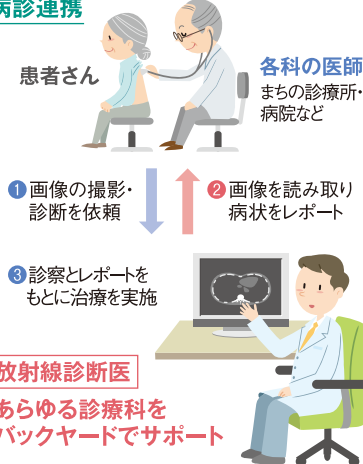 病診連携
患者さん
各科の医師
まちの診療所・
病院など
❶画像の撮影・
診断を依頼
❷画像を読み取り
病状をレポート
❸診察とレポートを
もとに治療を実施
放射線診断医
あらゆる診療科を
バックヤードでサポート